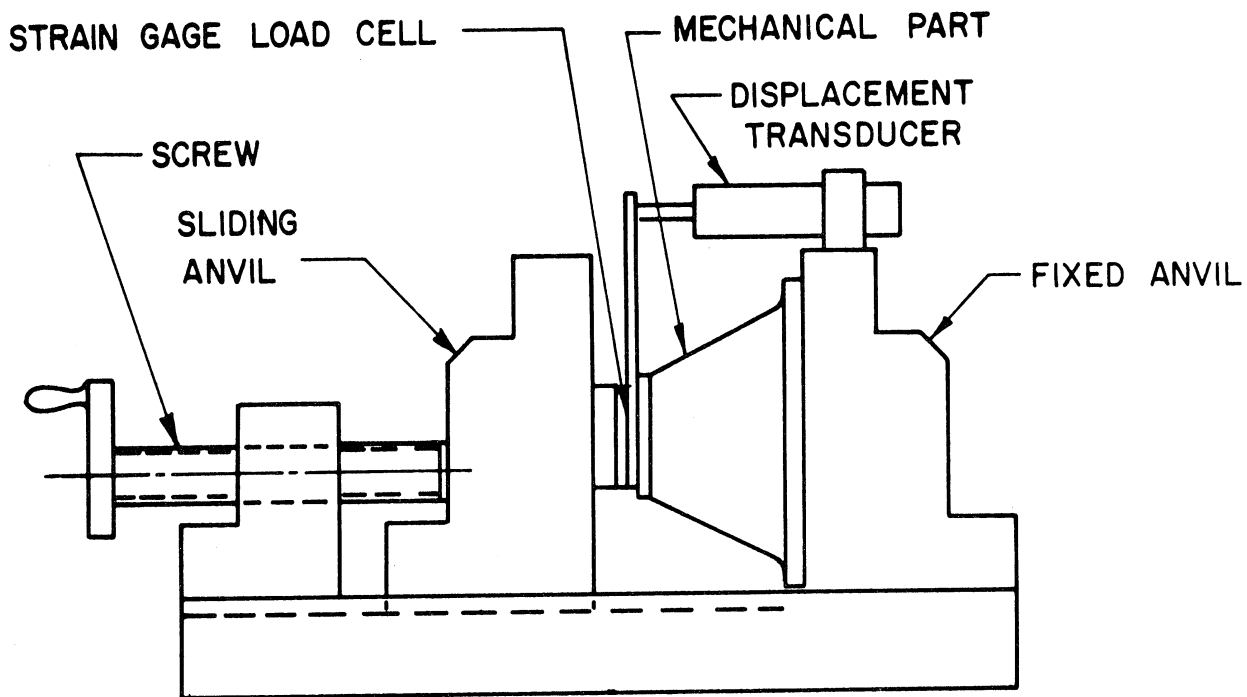 STRAIN GAGE LOAD CELL
MECHANICAL PART
DISPLACEMENT
TRANSDUCER
SCREW
SLIDING
ANVIL
FIXED ANVIL